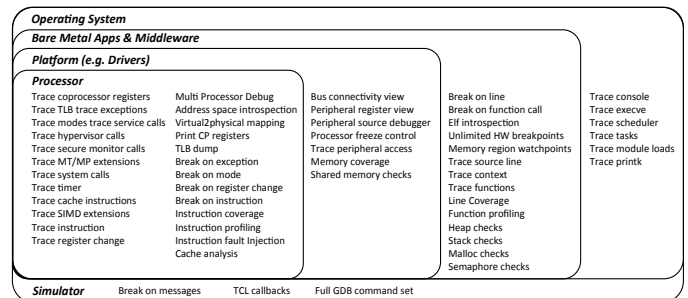 Operating System
Bare Metal Apps & Middleware
Platform (e.g. Drivers)
Processor
Trace coprocessor registers
Trace TLB trace exceptions
Trace modes trace service calls
Trace hypervisor calls
Trace secure monitor calls
Trace MT/MP extensions
Trace system calls
Trace timer
Trace cache instructions
Trace SIMD extensions
Trace instruction
Trace register change
Multi Processor Debug
Address space introspection
Virtual2physical mapping
Print CP registers
TLB dump
Break on exception
Break on mode
Break on register change
Break on instruction
Instruction coverage
Instruction profiling
Instruction fault Injection
Cache analysis
Bus connectivity view
Peripheral register view
Peripheral source debugger
Processor freeze control
Trace peripheral access
Memory coverage
Shared memory checks
Break on line
Break on function call
Elf introspection
Unlimited HW breakpoints
Memory region watchpoints
Trace source line
Trace context
Trace functions
Line Coverage
Function profiling
Heap checks
Stack checks
Malloc checks
Semaphore checks
Trace console
Trace execve
Trace scheduler
Trace tasks
Trace module loads
Trace printk
Simulator
Break on messages
TCL callbacks
Full GDB command set